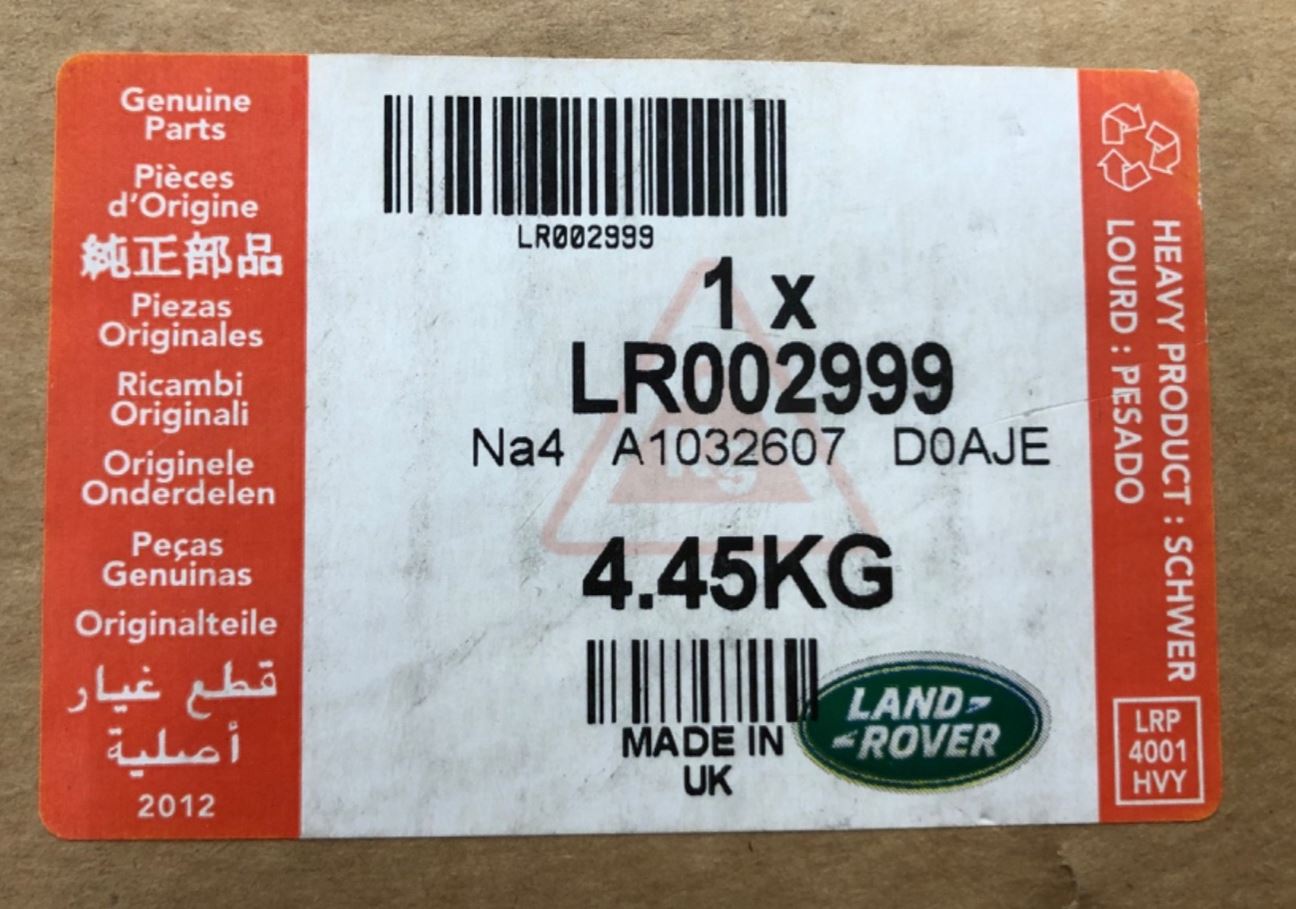 Genuine
Parts
Pièces
d'Origine
純正部品
Piezas
Originales
Ricambi
Originali
Originele
Onderdelen
Peças
Genuinas
Originalteile
قطع غيار
أصلية
2012
LR002999
1 x
LR002999
Na4 A1032607 D0AJE
4.45KG
MADE IN
UK
LAND-
-ROVER
HEAVY PRODUCT : SCHWER
LOURD : PESADO
LRP
4001
HVY